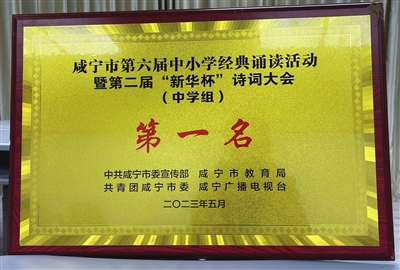 咸宁市第六届中小学经典诵读活动
暨第二届“新华杯”诗词大会
（中学组）
第一名
中共咸宁市委宣传部 咸宁市教育局
共青团咸宁市委 咸宁广播电视台
二〇二三年五月